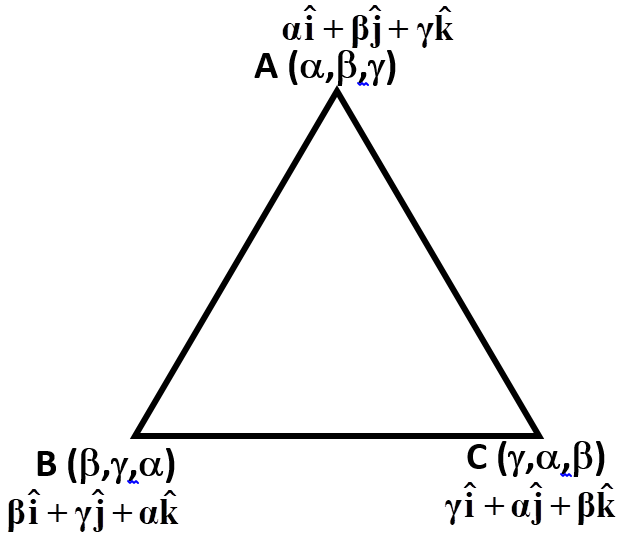 αî + βĵ + γk̂
A (α,β,γ)
B (β,γ,α)
βî + γĵ + αk̂
C (γ,α,β)
γî + αĵ + βk̂